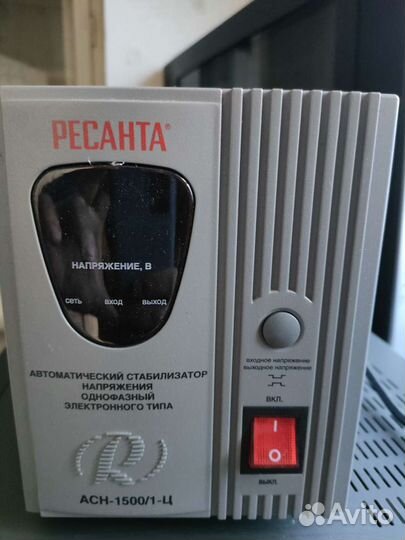 РЕСАНТА®
НАПРЯЖЕНИЕ, В
сеть вход выход
входное напряжение
выходное напряжение
АВТОМАТИЧЕСКИЙ СТАБИЛИЗАТОР
НАПРЯЖЕНИЯ
ОДНОФАЗНЫЙ
ЭЛЕКТРОННОГО ТИПА
ВКЛ.
I
O
ВЫКЛ.
R
АСН-1500/1-Ц
Avito